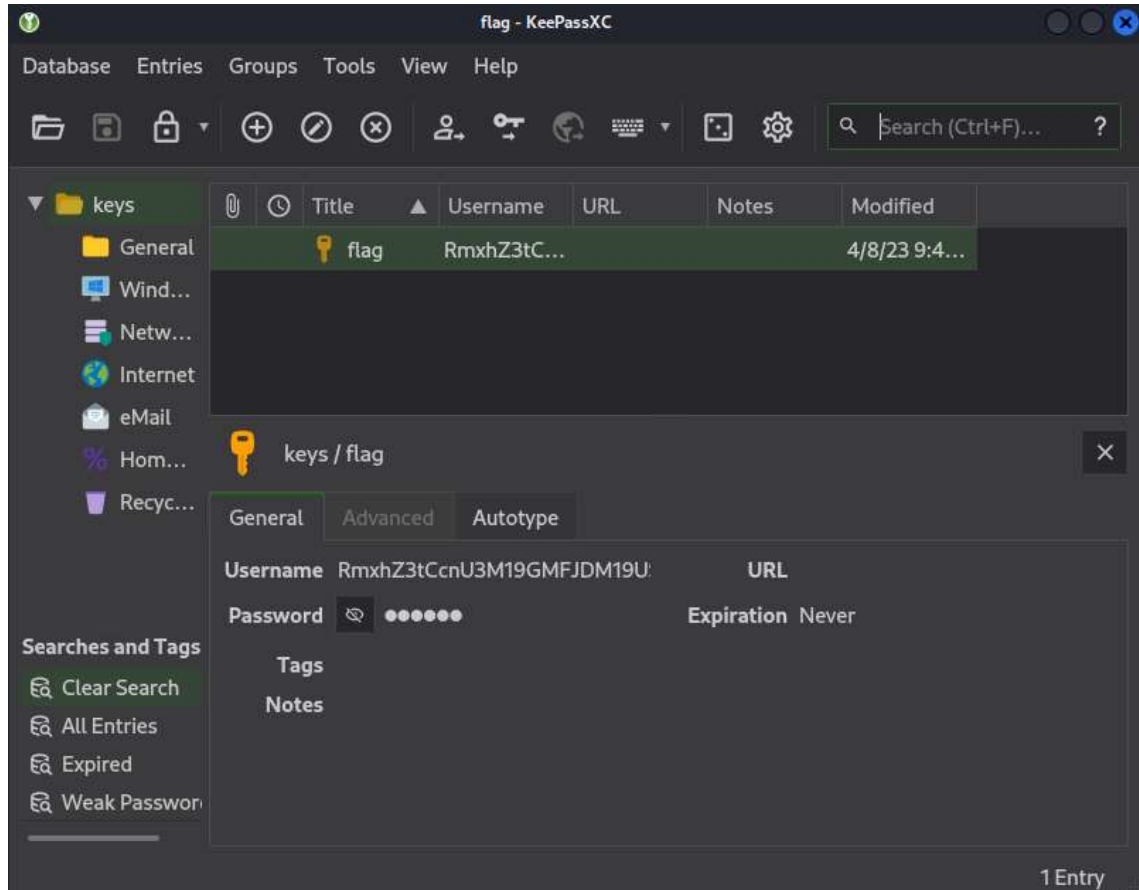 flag - KeePassXC
Database Entries Groups Tools View Help
Search (Ctrl+F)... ?
keys
General
Wind...
Netw...
Internet
eMail
Hom...
Recyc...
Title Username URL Notes Modified
flag RmxhZ3tC... 4/8/23 9:4...
keys / flag
General Advanced Autotype
Username RmxhZ3tCcnU3M19GMFJDM19U URL
Password ●●●●●● Expiration Never
Tags
Notes
Searches and Tags
Clear Search
All Entries
Expired
Weak Passwor
1 Entry